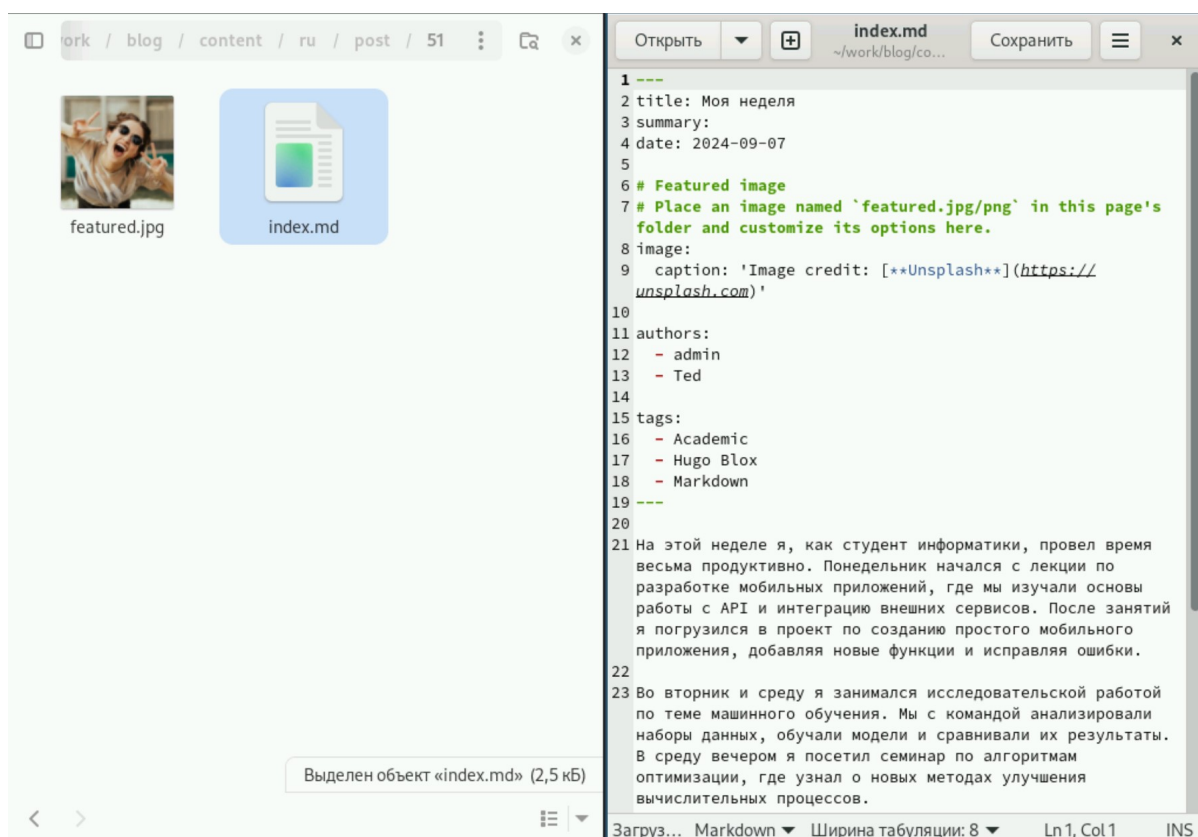 ork / blog / content / ru / post / 51
featured.jpg
index.md
Выделен объект «index.md» (2,5 кБ)
Открыть
index.md
~/work/blog/co...
Сохранить
1 ---
2 title: Моя неделя
3 summary:
4 date: 2024-09-07
5
6 # Featured image
7 # Place an image named `featured.jpg/png` in this page's
folder and customize its options here.
8 image:
9   caption: 'Image credit: [**Unsplash**](https://
unsplash.com)'
10
11 authors:
12   - admin
13   - Ted
14
15 tags:
16   - Academic
17   - Hugo Blox
18   - Markdown
19 ---
20
21 На этой неделе я, как студент информатики, провел время
весьма продуктивно. Понедельник начался с лекции по
разработке мобильных приложений, где мы изучали основы
работы с API и интеграцию внешних сервисов. После занятий
я погрузился в проект по созданию простого мобильного
приложения, добавляя новые функции и исправляя ошибки.
22
23 Во вторник и среду я занимался исследовательской работой
по теме машинного обучения. Мы с командой анализировали
наборы данных, обучали модели и сравнивали их результаты.
В среду вечером я посетил семинар по алгоритмам
оптимизации, где узнал о новых методах улучшения
вычислительных процессов.
Загруз... Markdown Ширина табуляции: 8 Ln 1, Col 1 INS